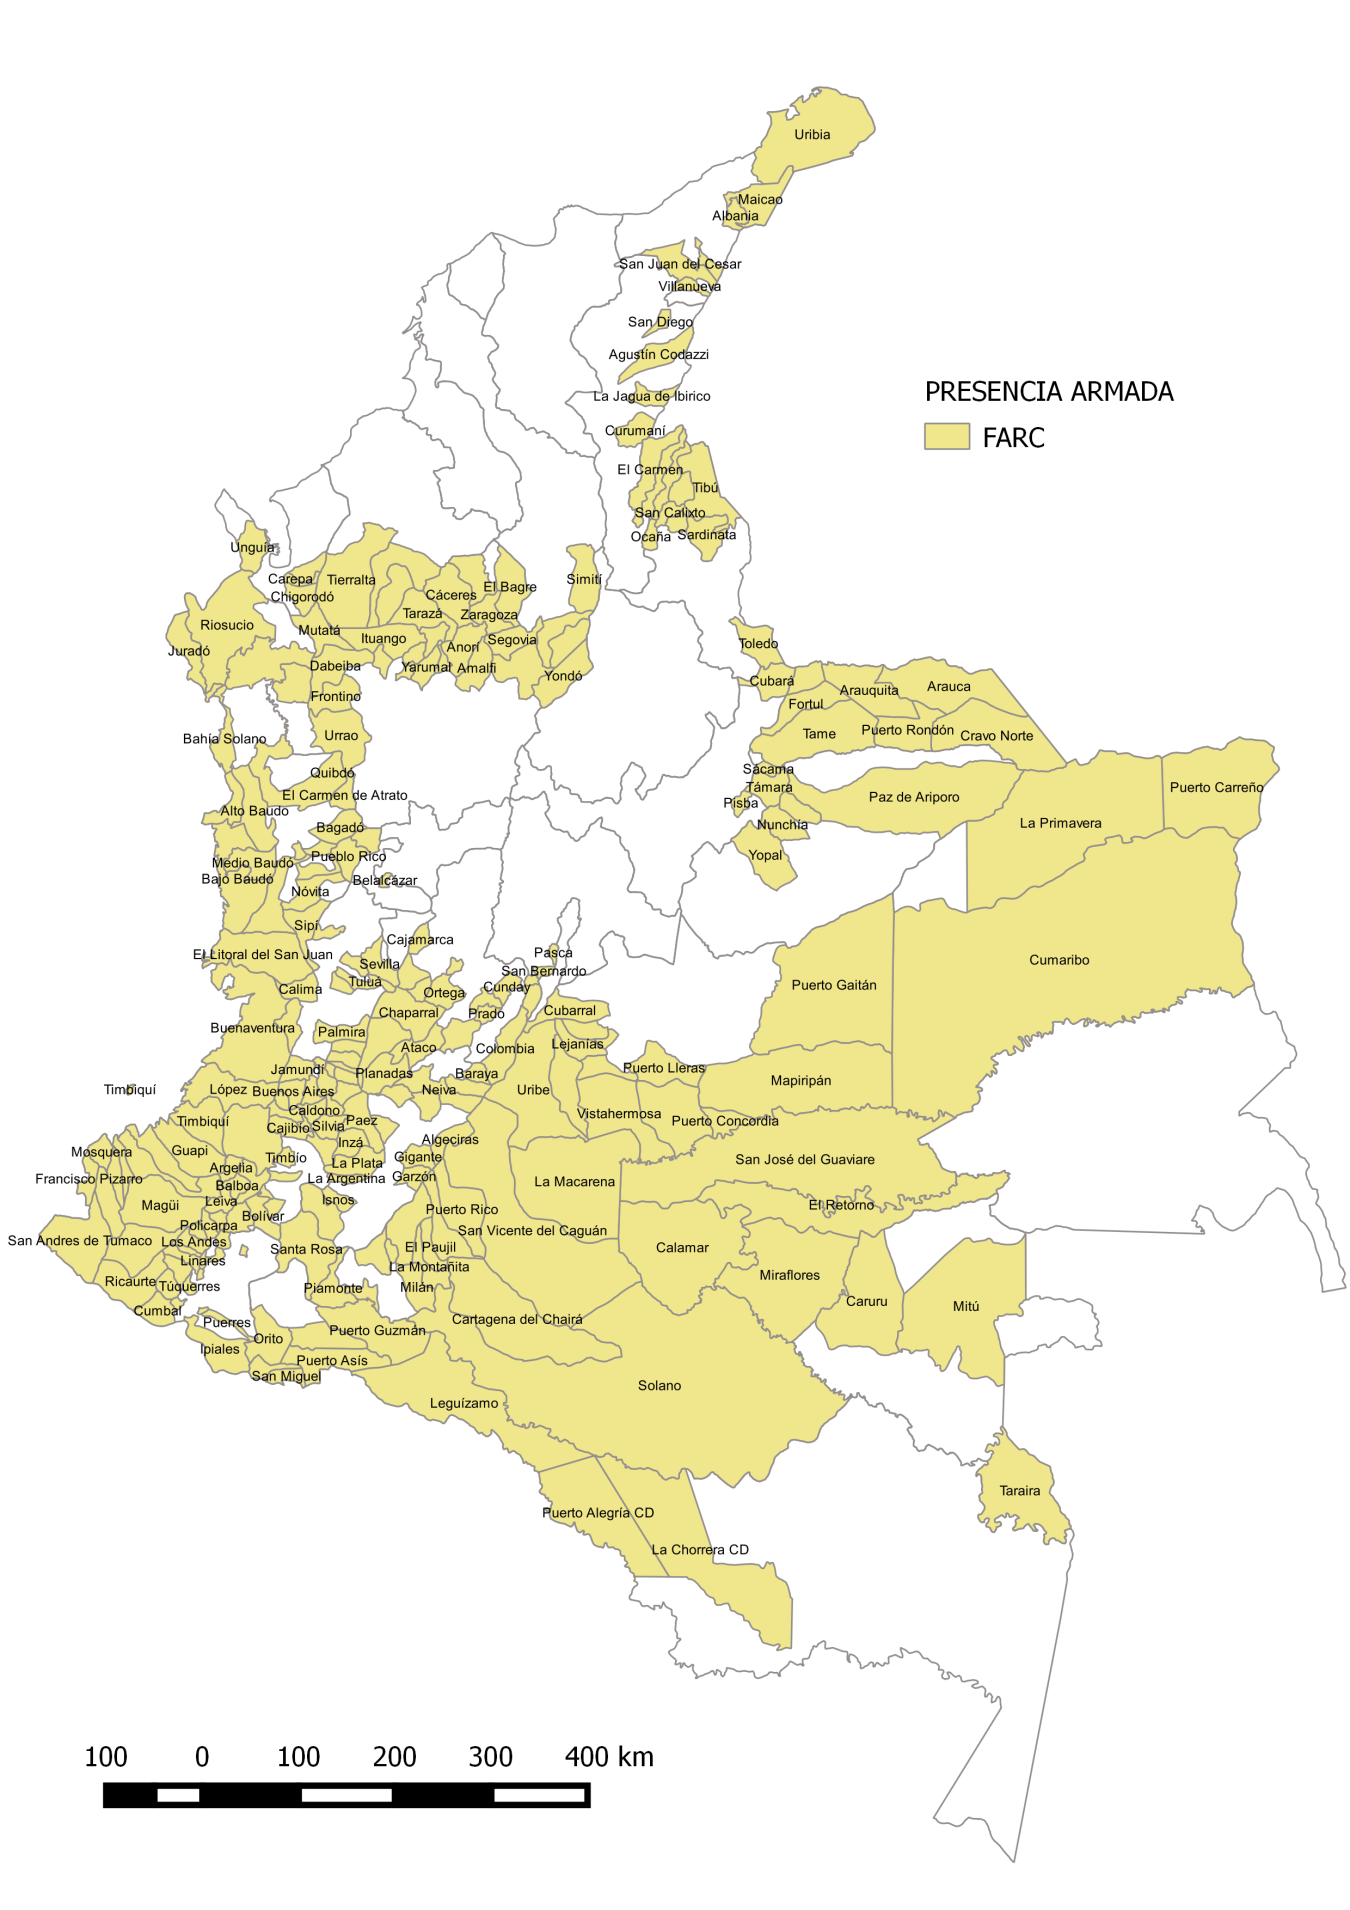 Uribia
Maicao
Albania
San Juan del Cesar
Villanueva
San Diego
Agustín Codazzi
PRESENCIA ARMADA
La Jagua de Ibirico
Curumaní
FARC
El Carmen
Tibú
San Calixto
Ocaña
Sardinata
Unguía
Carepa
Tierralta
Simití
El Bagre
Chigorodó
Cáceres
Tarazá
Zaragoza
Riosucio
Mutatá
Ituango
Segovia
Toledo
Juradó
Anorí
Dabeiba
Yarumal
Amalfi
Yondó
Cubará
Arauquita
Arauca
Frontino
Fortul
Bahía Solano
Urrao
Tame
Puerto Rondón
Cravo Norte
Quibdó
Sácama
Támara
Puerto Carreño
El Carmen de Atrato
Pisba
Paz de Ariporo
Alto Baudo
Bagadó
Nunchía
La Primavera
Medio Baudó
Pueblo Rico
Yopal
Bajo Baudó
Belalcázar
Nóvita
Sipí
Cajamarca
El Litoral del San Juan
Pasca
Sevilla
San Bernardo
Cumaribo
Tuluá
Calima
Ortega
Cunday
Puerto Gaitán
Chaparral
Prado
Cubarral
Buenaventura
Palmira
Ataco
Colombia
Lejanías
Jamundí
Planadas
Baraya
Puerto Lleras
Timbiquí
López
Buenos Aires
Neiva
Uribe
Mapiripán
Caldono
Vistahermosa
Timbiquí
Cajibío
Silvia
Paez
Puerto Concordia
Mosquera
Guapi
Inzá
Algeciras
Timbío
Gigante
Argelia
La Plata
San José del Guaviare
Francisco Pizarro
La Argentina
Garzón
Balboa
La Macarena
Magüi
Leiva
Isnos
El Retorno
Bolívar
Puerto Rico
Policarpa
San Vicente del Caguán
San Andres de Tumaco
Los Andes
Santa Rosa
El Paujil
Calamar
Linares
La Montañita
Ricaurte
Túquerres
Piamonte
Milán
Miraflores
Cumbal
Caruru
Mitú
Puerres
Cartagena del Chairá
Orito
Puerto Guzmán
Ipiales
Puerto Asís
San Miguel
Solano
Leguízamo
Taraira
Puerto Alegría CD
La Chorrera CD
100 0 100 200 300 400 km